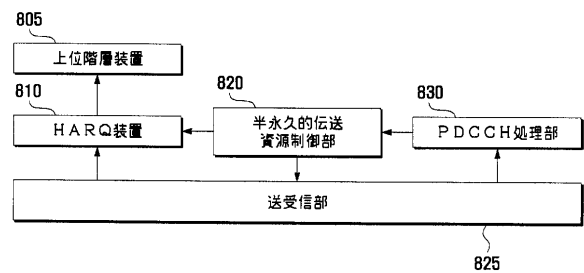 805
上位階層装置
810
HARQ装置
820
半永久的伝送
資源制御部
830
PDCCH処理部
送受信部
825